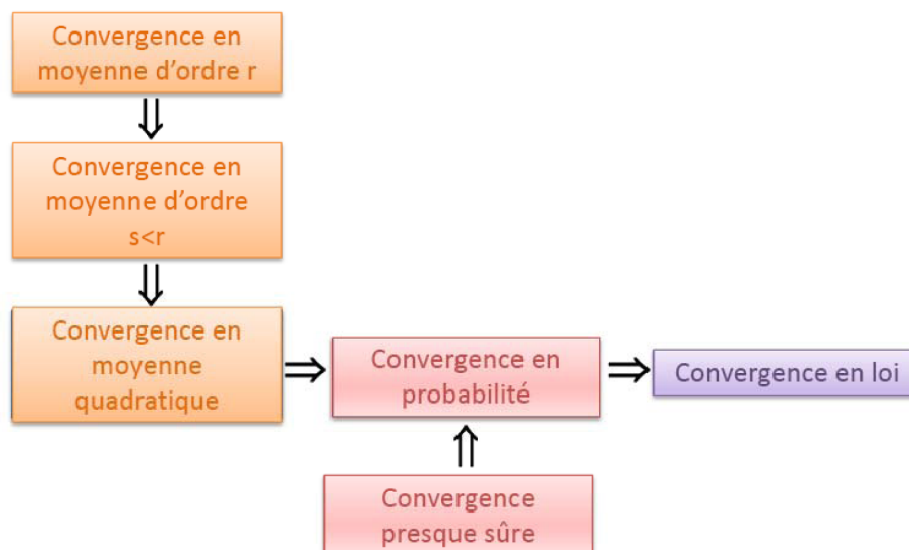 Convergence en
moyenne d'ordre r
⇓
Convergence en
moyenne d'ordre
s<r
⇓
Convergence en
moyenne
quadratique
⇒
Convergence en
probabilité
⇒
Convergence en loi
⇑
Convergence
presque sûre